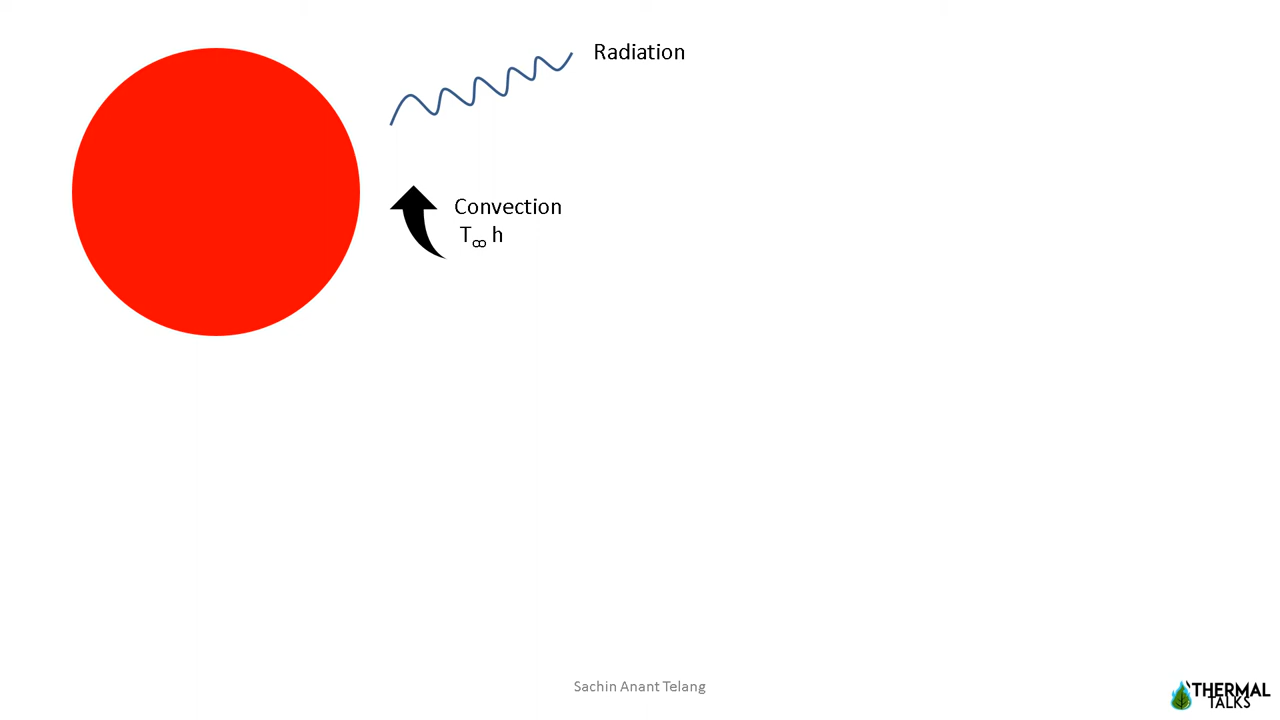 Radiation
Convection
T∞ h
Sachin Anant Telang
THERMAL
TALKS